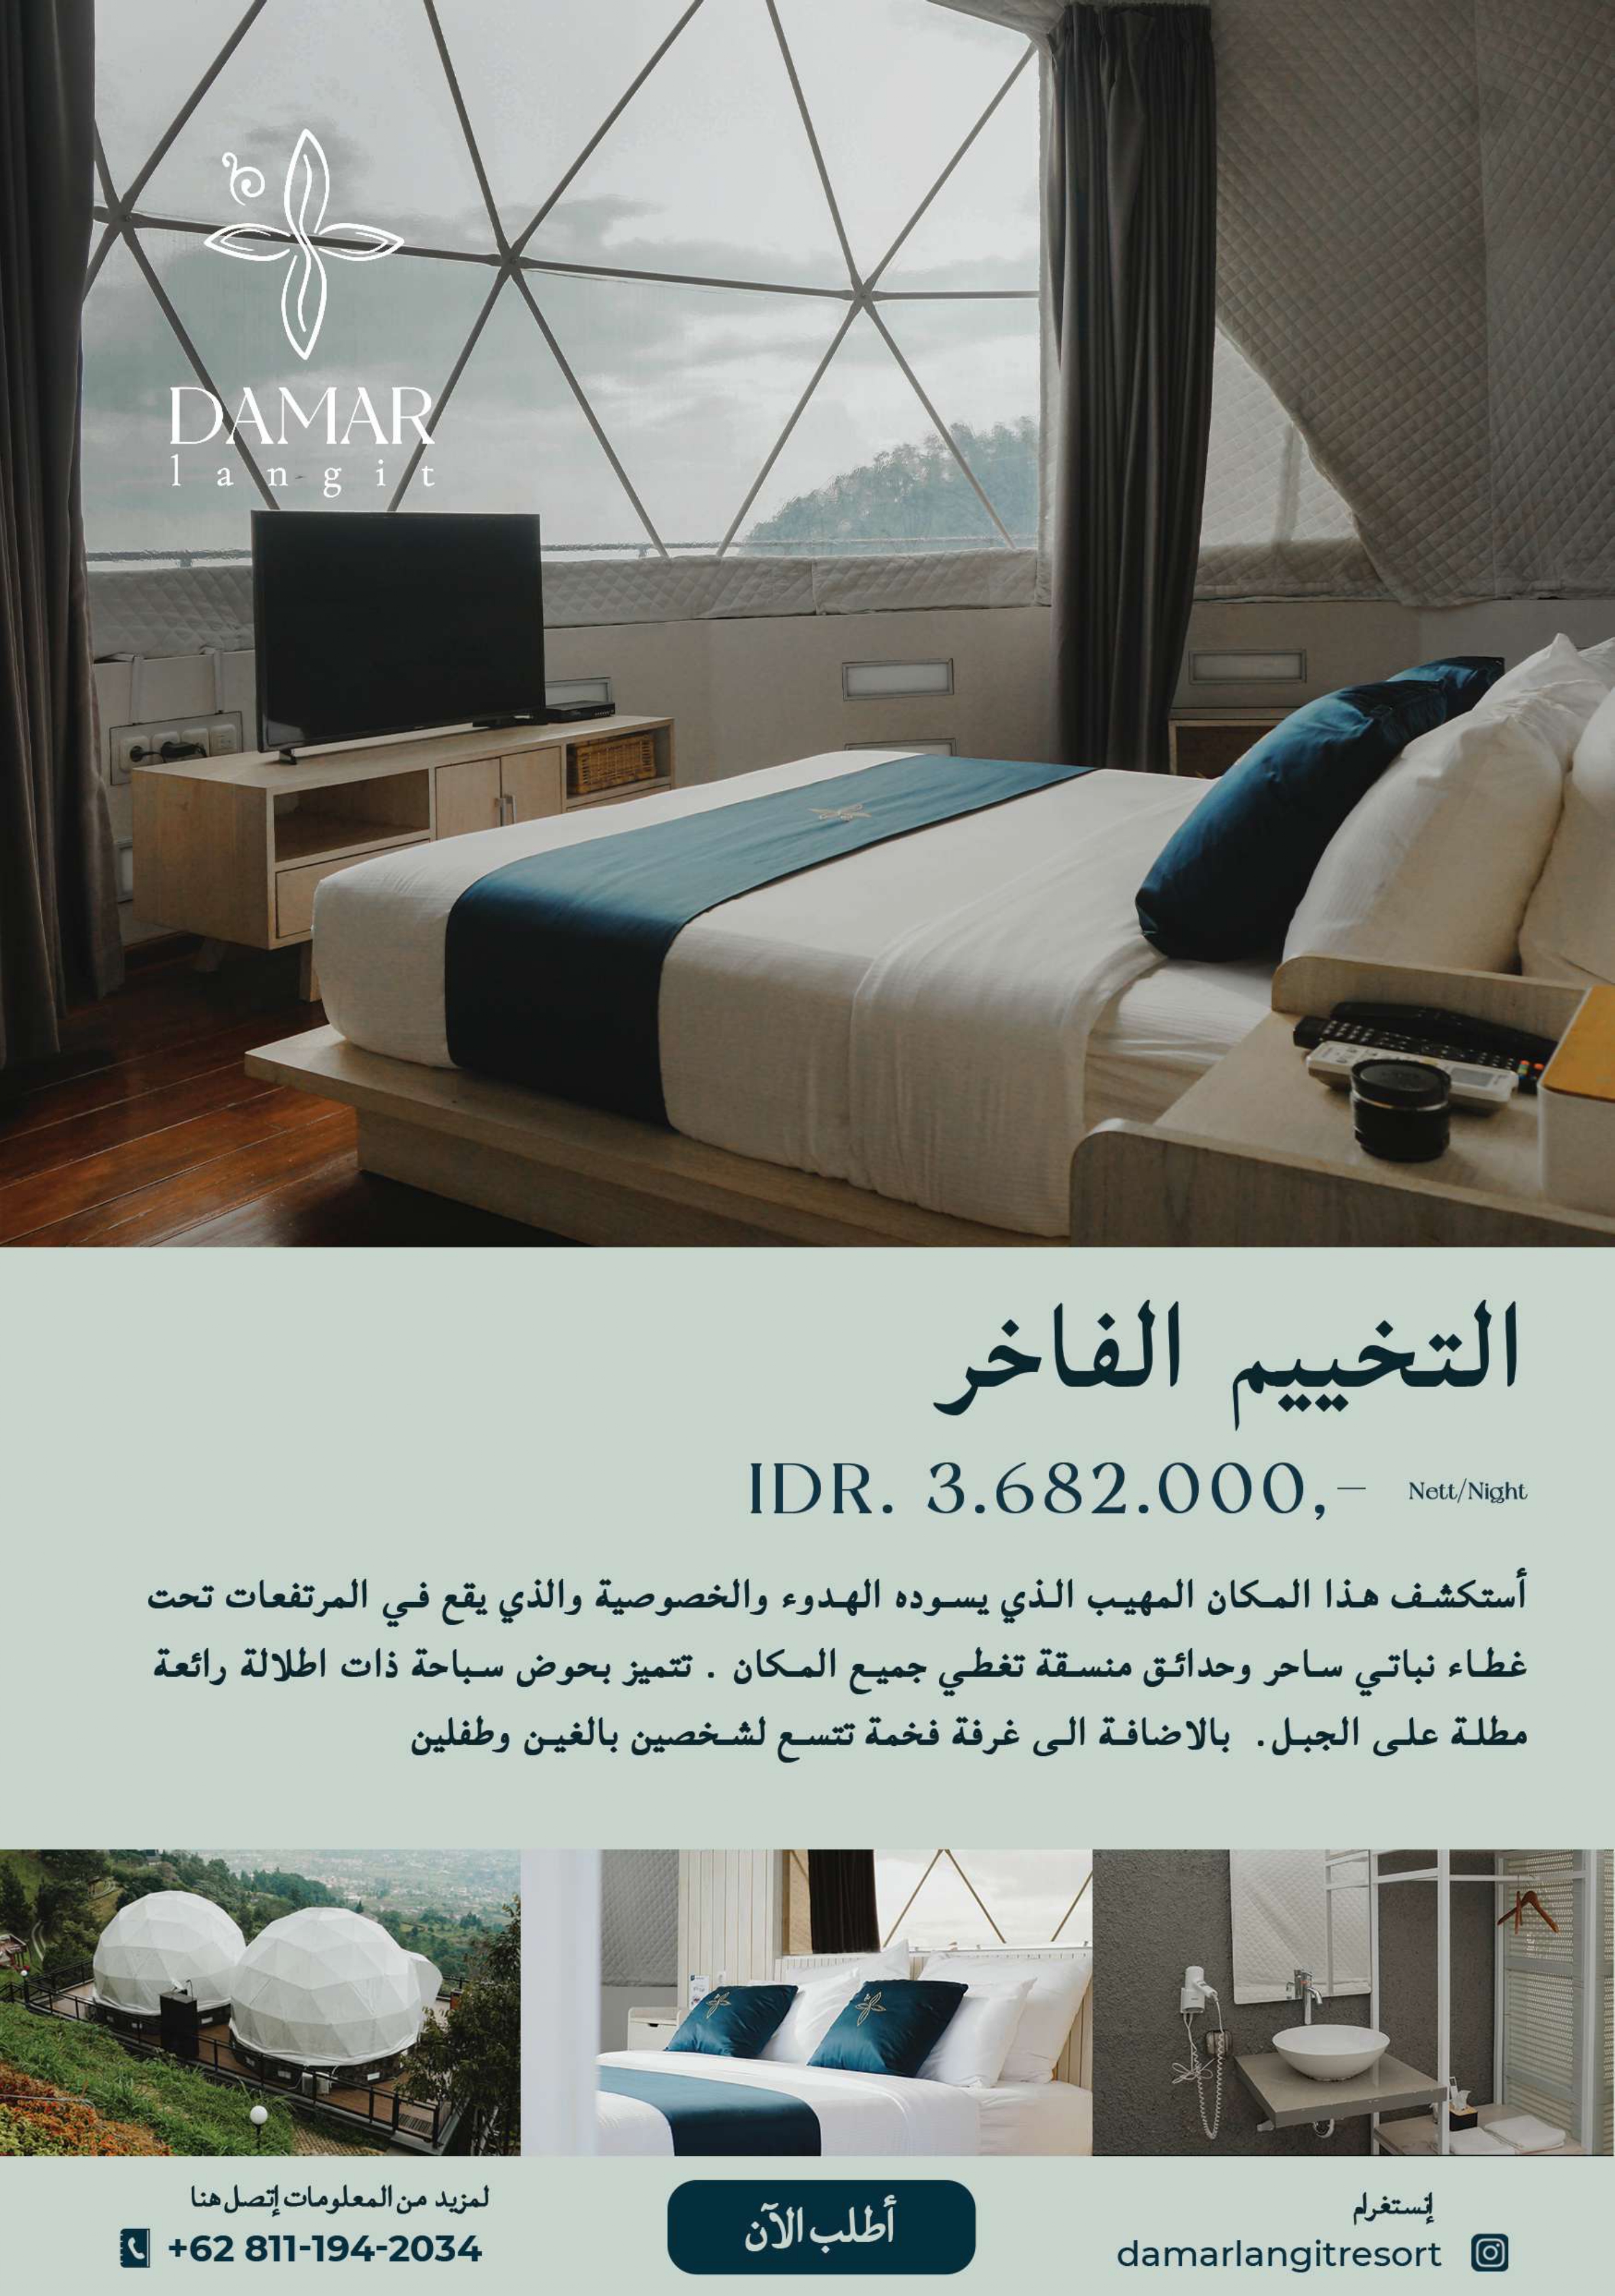 DAMAR
langit
التخييم الفاخر
IDR. 3.682.000,- Nett/Night
أستكشف هذا المكان المهيب الذي يسوده الهدوء والخصوصية والذي يقع في المرتفعات تحت
غطاء نباتي ساحر وحدائق منسقة تغطي جميع المكان . تتميز بحوض سباحة ذات اطلالة رائعة
مطلة على الجبل. بالاضافة الى غرفة فخمة تتسع لشخصين بالغين وطفلين
إنستغرام
damarlangitresort
أطلب الآن
لمزيد من المعلومات إتصل هنا
+62 811-194-2034